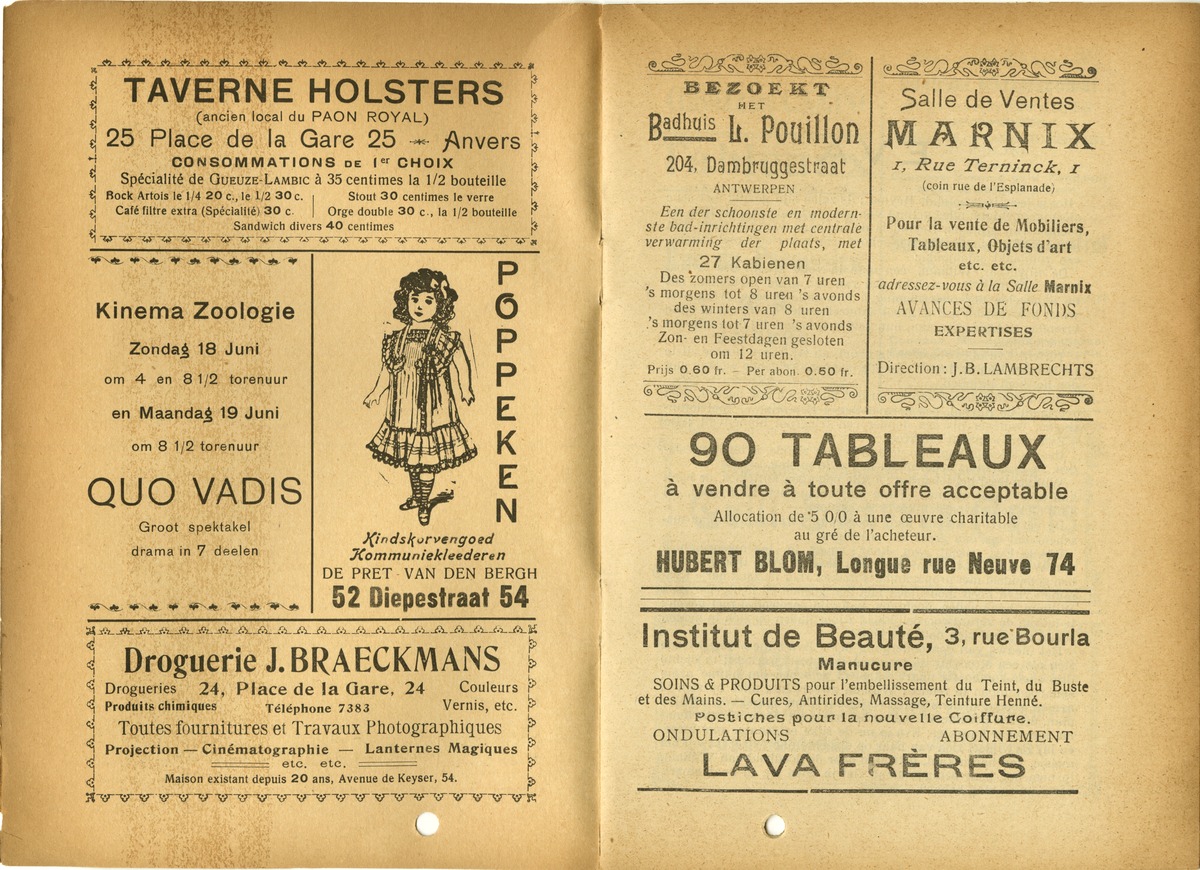 TAVERNE HOLSTERS
(ancien local du PAON ROYAL)
25 Place de la Gare 25 Anvers
CONSOMMATIONS DE 1er CHOIX
Spécialité de GUEUZE-LAMBIC à 35 centimes la 1/2 bouteille
Bock Artois le 1/4 20 c., le 1/2 30 c.
Café filtre extra (Spécialité) 30 c.
Stout 30 centimes le verre
Orge double 30 c., la 1/2 bouteille
Sandwich divers 40 centimes
Kinema Zoologie
Zondag 18 Juni
om 4 en 8 1/2 torenuur
en Maandag 19 Juni
om 8 1/2 torenuur
QUO VADIS
Groot spektakel
drama in 7 deelen
POPPEKEN
Kindskorvengoed
Kommuniekleederen
DE PRET - VAN DEN BERGH
52 Diepestraat 54
Droguerie J. BRAECKMANS
Drogueries 24, Place de la Gare, 24 Couleurs
Produits chimiques Téléphone 7383 Vernis, etc.
Toutes fournitures et Travaux Photographiques
Projection — Cinématographie — Lanternes Magiques
etc. etc.
Maison existant depuis 20 ans, Avenue de Keyser, 54.
BEZOEKT
HET
Badhuis L. Pouillon
204, Dambruggestraat
ANTWERPEN
Een der schoonste en modern-
ste bad-inrichtingen met centrale
verwarming der plaats, met
27 Kabienen
Des zomers open van 7 uren
's morgens tot 8 uren 's avonds
des winters van 8 uren
's morgens tot 7 uren 's avonds
Zon- en Feestdagen gesloten
om 12 uren.
Prijs 0.60 fr. — Per abon. 0.50 fr.
Salle de Ventes
MARNIX
1, Rue Terninck, 1
(coin rue de l'Esplanade)
Pour la vente de Mobiliers,
Tableaux, Objets d'art
etc. etc.
adressez-vous à la Salle Marnix
AVANCES DE FONDS
EXPERTISES
Direction : J. B. LAMBRECHTS
90 TABLEAUX
à vendre à toute offre acceptable
Allocation de 5 0/0 à une œuvre charitable
au gré de l'acheteur.
HUBERT BLOM, Longue rue Neuve 74
Institut de Beauté, 3, rue Bourla
Manucure
SOINS & PRODUITS pour l'embellissement du Teint, du Buste
et des Mains. — Cures, Antirides, Massage, Teinture Henné.
Postiches pour la nouvelle Coiffure.
ONDULATIONS ABONNEMENT
LAVA FRÈRES